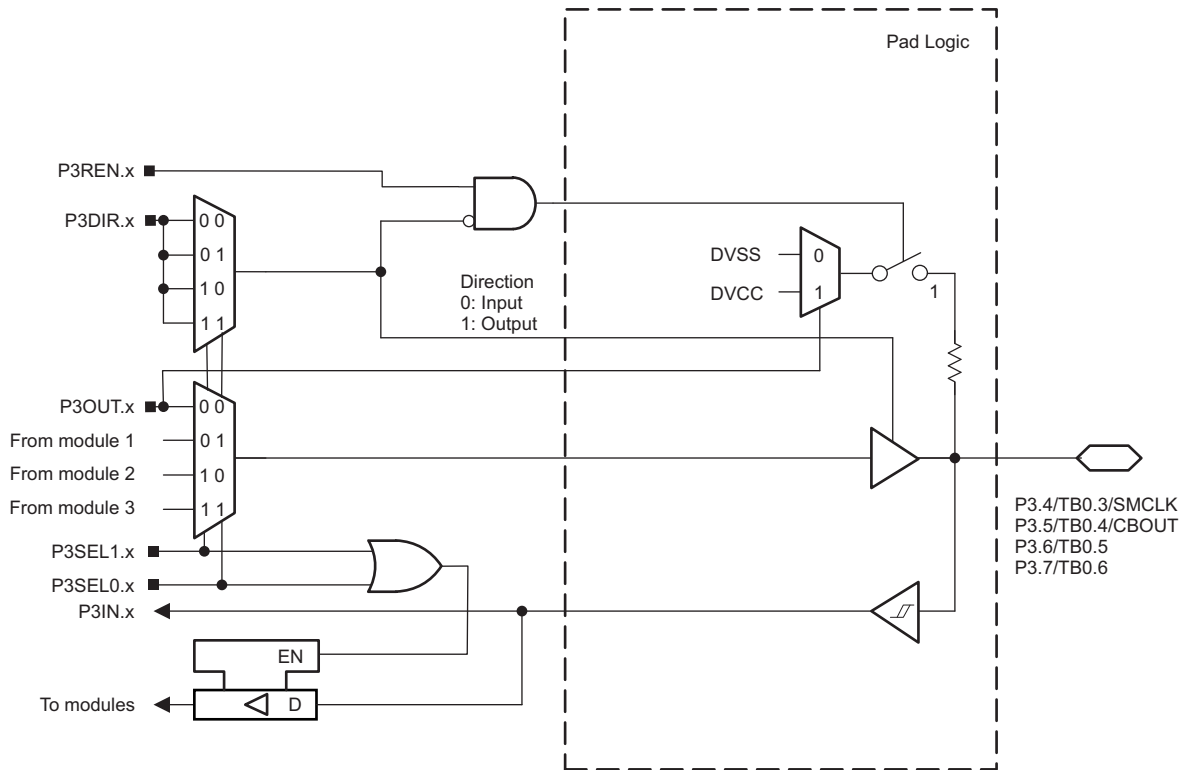 Pad Logic
P3REN.x
P3DIR.x
0 0
0 1
1 0
1 1
Direction
0: Input
1: Output
DVSS
DVCC
0
1
1
P3OUT.x
From module 1
From module 2
From module 3
0 0
0 1
1 0
1 1
P3SEL1.x
P3SEL0.x
P3IN.x
EN
D
To modules
P3.4/TB0.3/SMCLK
P3.5/TB0.4/CBOUT
P3.6/TB0.5
P3.7/TB0.6